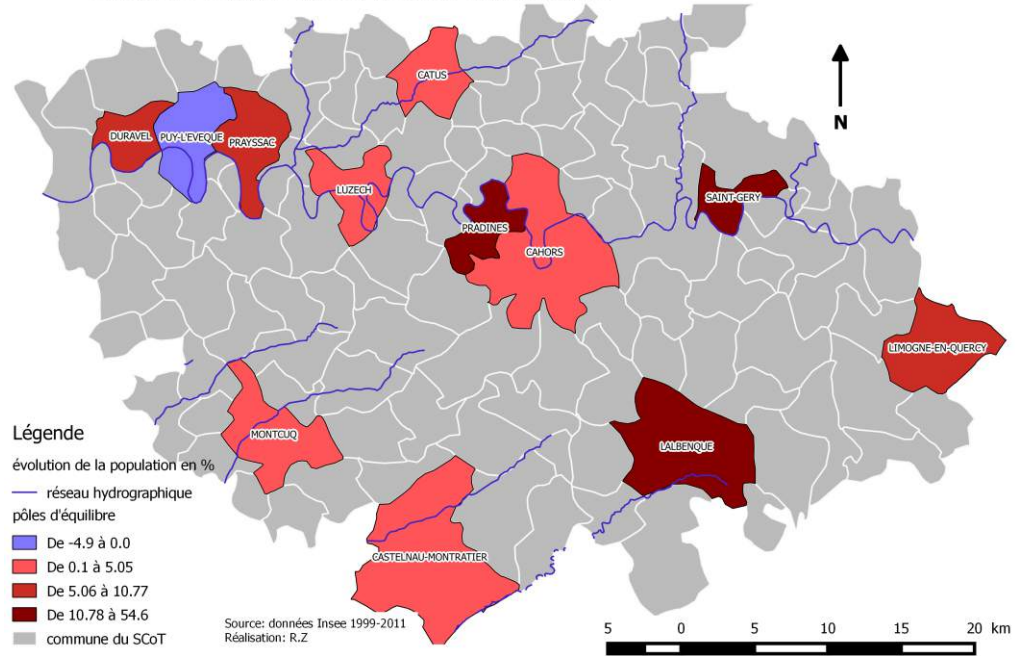 CATUS
DURAVEL
PUY-L'EVEQUE
PRAYSSAC
LUZECH
SAINT-GERY
PRADINES
CAHORS
LIMOGNE-EN-QUERCY
MONTCUQ
LALBENQUE
CASTELNAU-MONTRATIER
N
Légende
évolution de la population en %
réseau hydrographique
pôles d'équilibre
De -4.9 à 0.0
De 0.1 à 5.05
De 5.06 à 10.77
De 10.78 à 54.6
commune du SCoT
Source: données Insee 1999-2011
Réalisation: R.Z
5 0 5 10 15 20 km